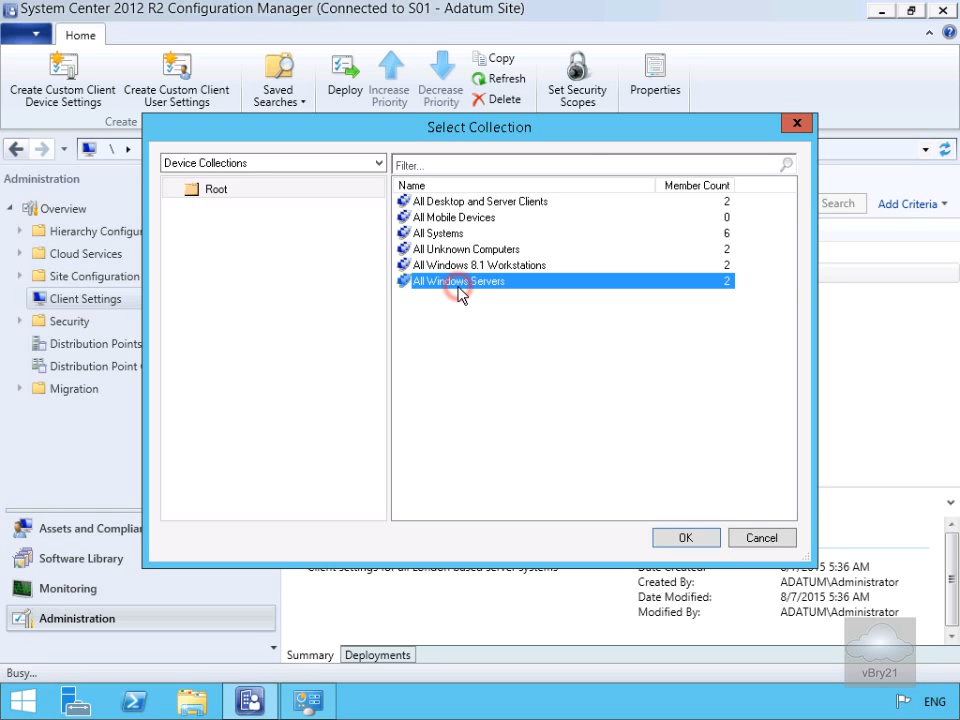 System Center 2012 R2 Configuration Manager (Connected to S01 - Adatum Site)
Home
Create Custom Client Device Settings
Create Custom Client User Settings
Saved Searches
Deploy
Increase Priority
Decrease Priority
Copy
Refresh
Delete
Set Security Scopes
Properties
Create
Select Collection
\
Administration
Overview
Hierarchy Configu
Cloud Services
Site Configuration
Client Settings
Security
Distribution Points
Distribution Point
Migration
Device Collections
Root
Filter...
Name Member Count
All Desktop and Server Clients 2
All Mobile Devices 0
All Systems 6
All Unknown Computers 2
All Windows 8.1 Workstations 2
All Windows Servers 2
OK Cancel
Search Add Criteria
Assets and Complian
Software Library
Monitoring
Administration
Client settings for all London based server systems
Date Created: 8/7/2015 5:36 AM
Created By: ADATUM\Administrator
Date Modified: 8/7/2015 5:36 AM
Modified By: ADATUM\Administrator
Summary Deployments
Busy...
vBry21
ENG